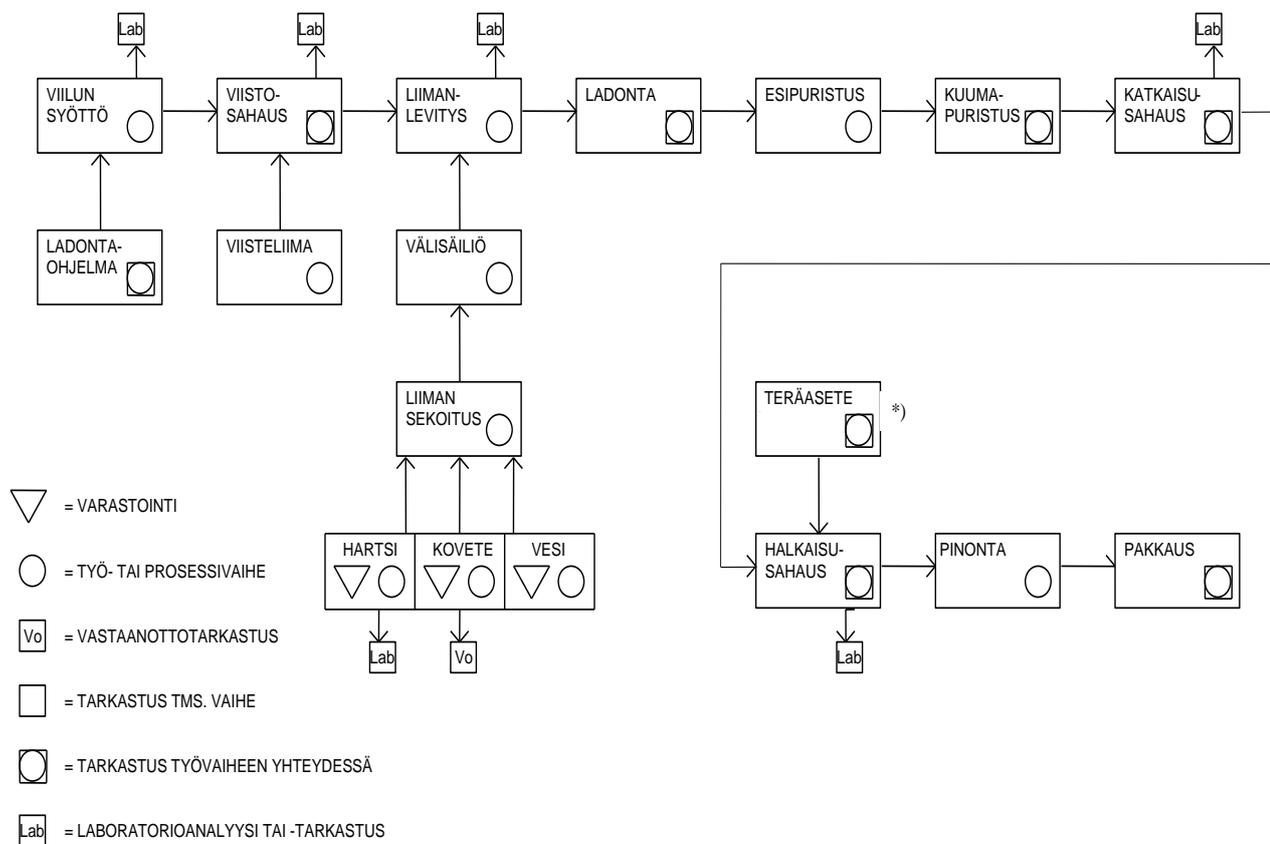 Lab
Lab
Lab
Lab
VIILUN
SYÖTTÖ
VIISTO-
SAHAUS
LIIMAN-
LEVITYS
LADONTA
ESIPURISTUS
KUUMA-
PURISTUS
KATKAISU-
SAHAUS
LADONTA-
OHJELMA
VIISTELIIMA
VÄLISÄILIÖ
LIIMAN
SEKOITUS
TERÄASETE
*)
HARTSI
KOVETE
VESI
HALKAISU-
SAHAUS
PINONTA
PAKKAUS
Lab
Vo
Lab
= VARASTOINTI
= TYÖ- TAI PROSESSIVAIHE
Vo = VASTAANOTTOTARKASTUS
= TARKASTUS TMS. VAIHE
= TARKASTUS TYÖVAIHEEN YHTEYDESSÄ
Lab = LABORATORIOANALYYSI TAI -TARKASTUS